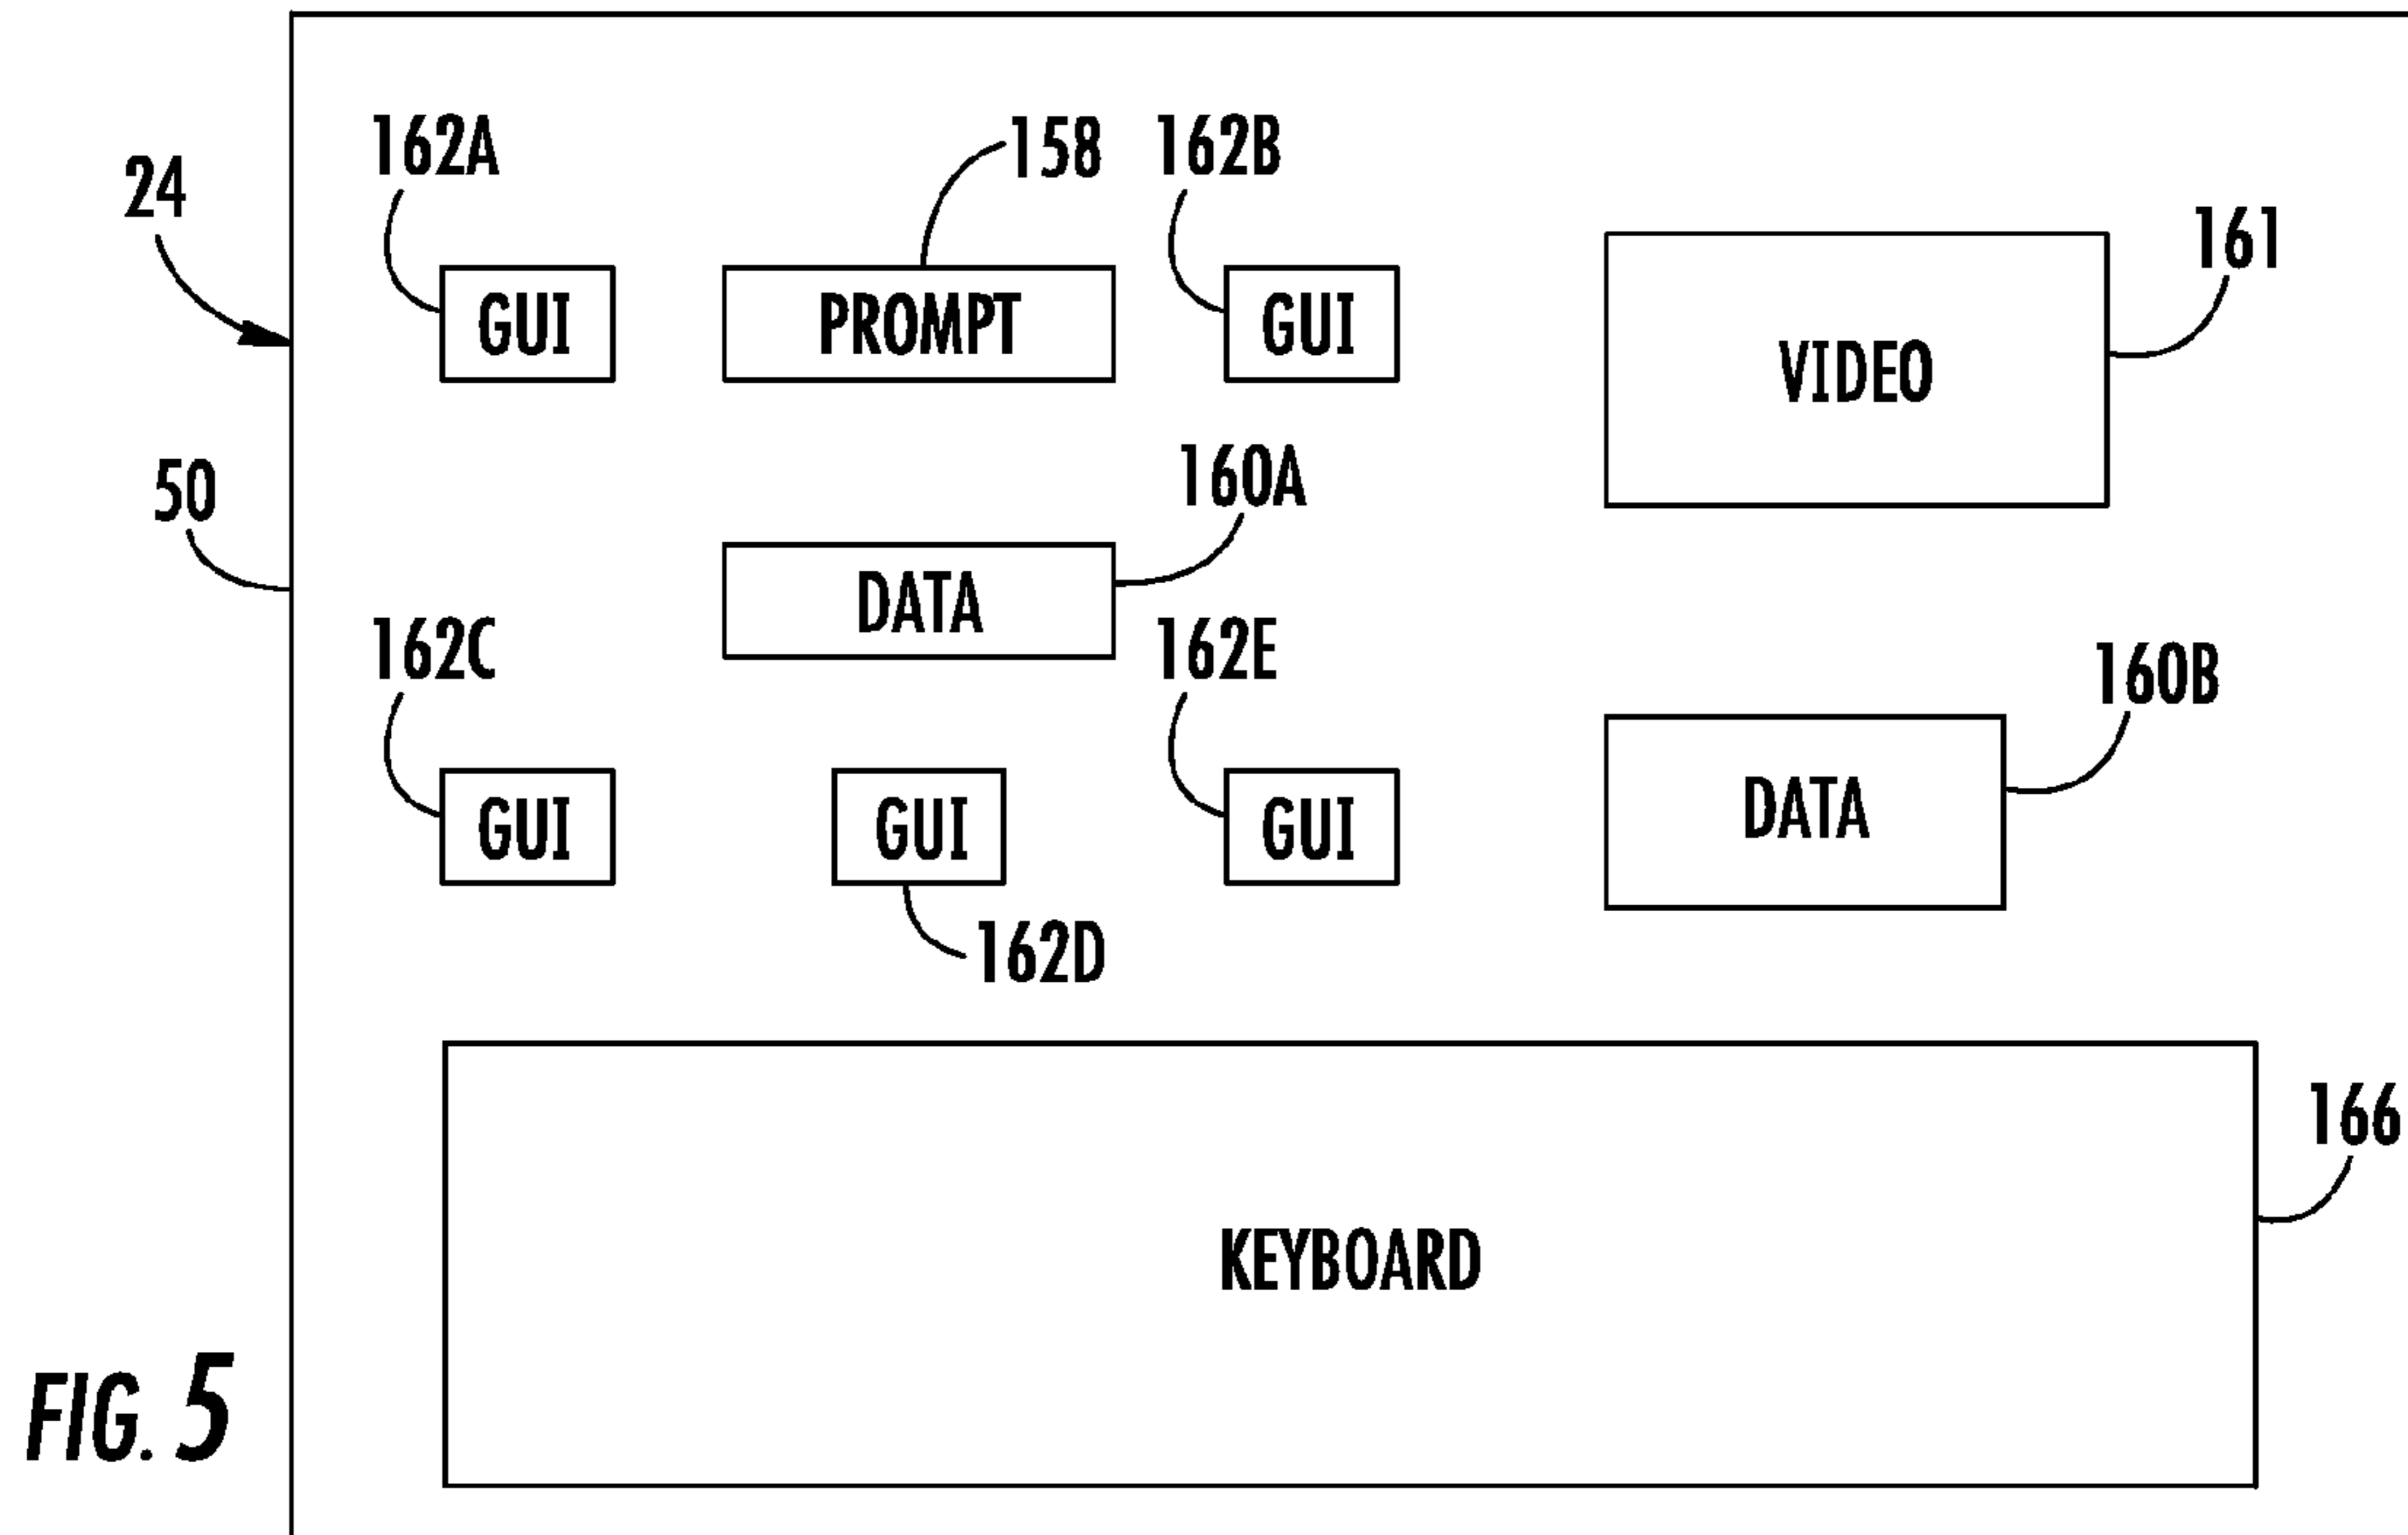 162A
158
162B
24
161
GUI
PROMPT
GUI
VIDEO
50
160A
DATA
162C
162E
160B
GUI
GUI
GUI
DATA
162D
166
KEYBOARD
FIG. 5